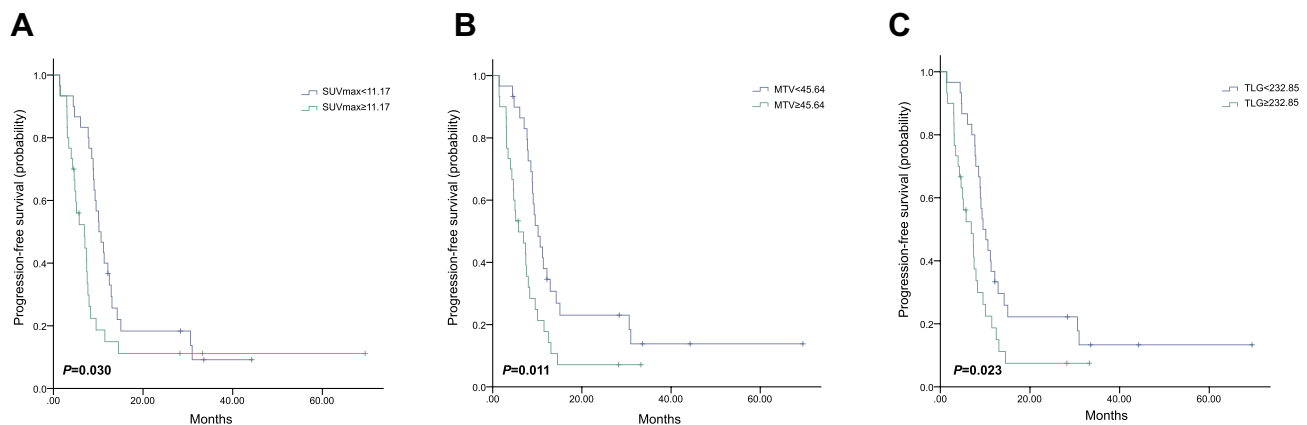 A
Progression-free survival (probability)
1.0
0.8
0.6
0.4
0.2
0.0
SUVmax<11.17
SUVmax≥11.17
P=0.030
.00 20.00 40.00 60.00
Months
B
Progression-free survival (probability)
1.0
0.8
0.6
0.4
0.2
0.0
MTV<45.64
MTV≥45.64
P=0.011
.00 20.00 40.00 60.00
Months
C
Progression-free survival (probability)
1.0
0.8
0.6
0.4
0.2
0.0
TLG<232.85
TLG≥232.85
P=0.023
.00 20.00 40.00 60.00
Months